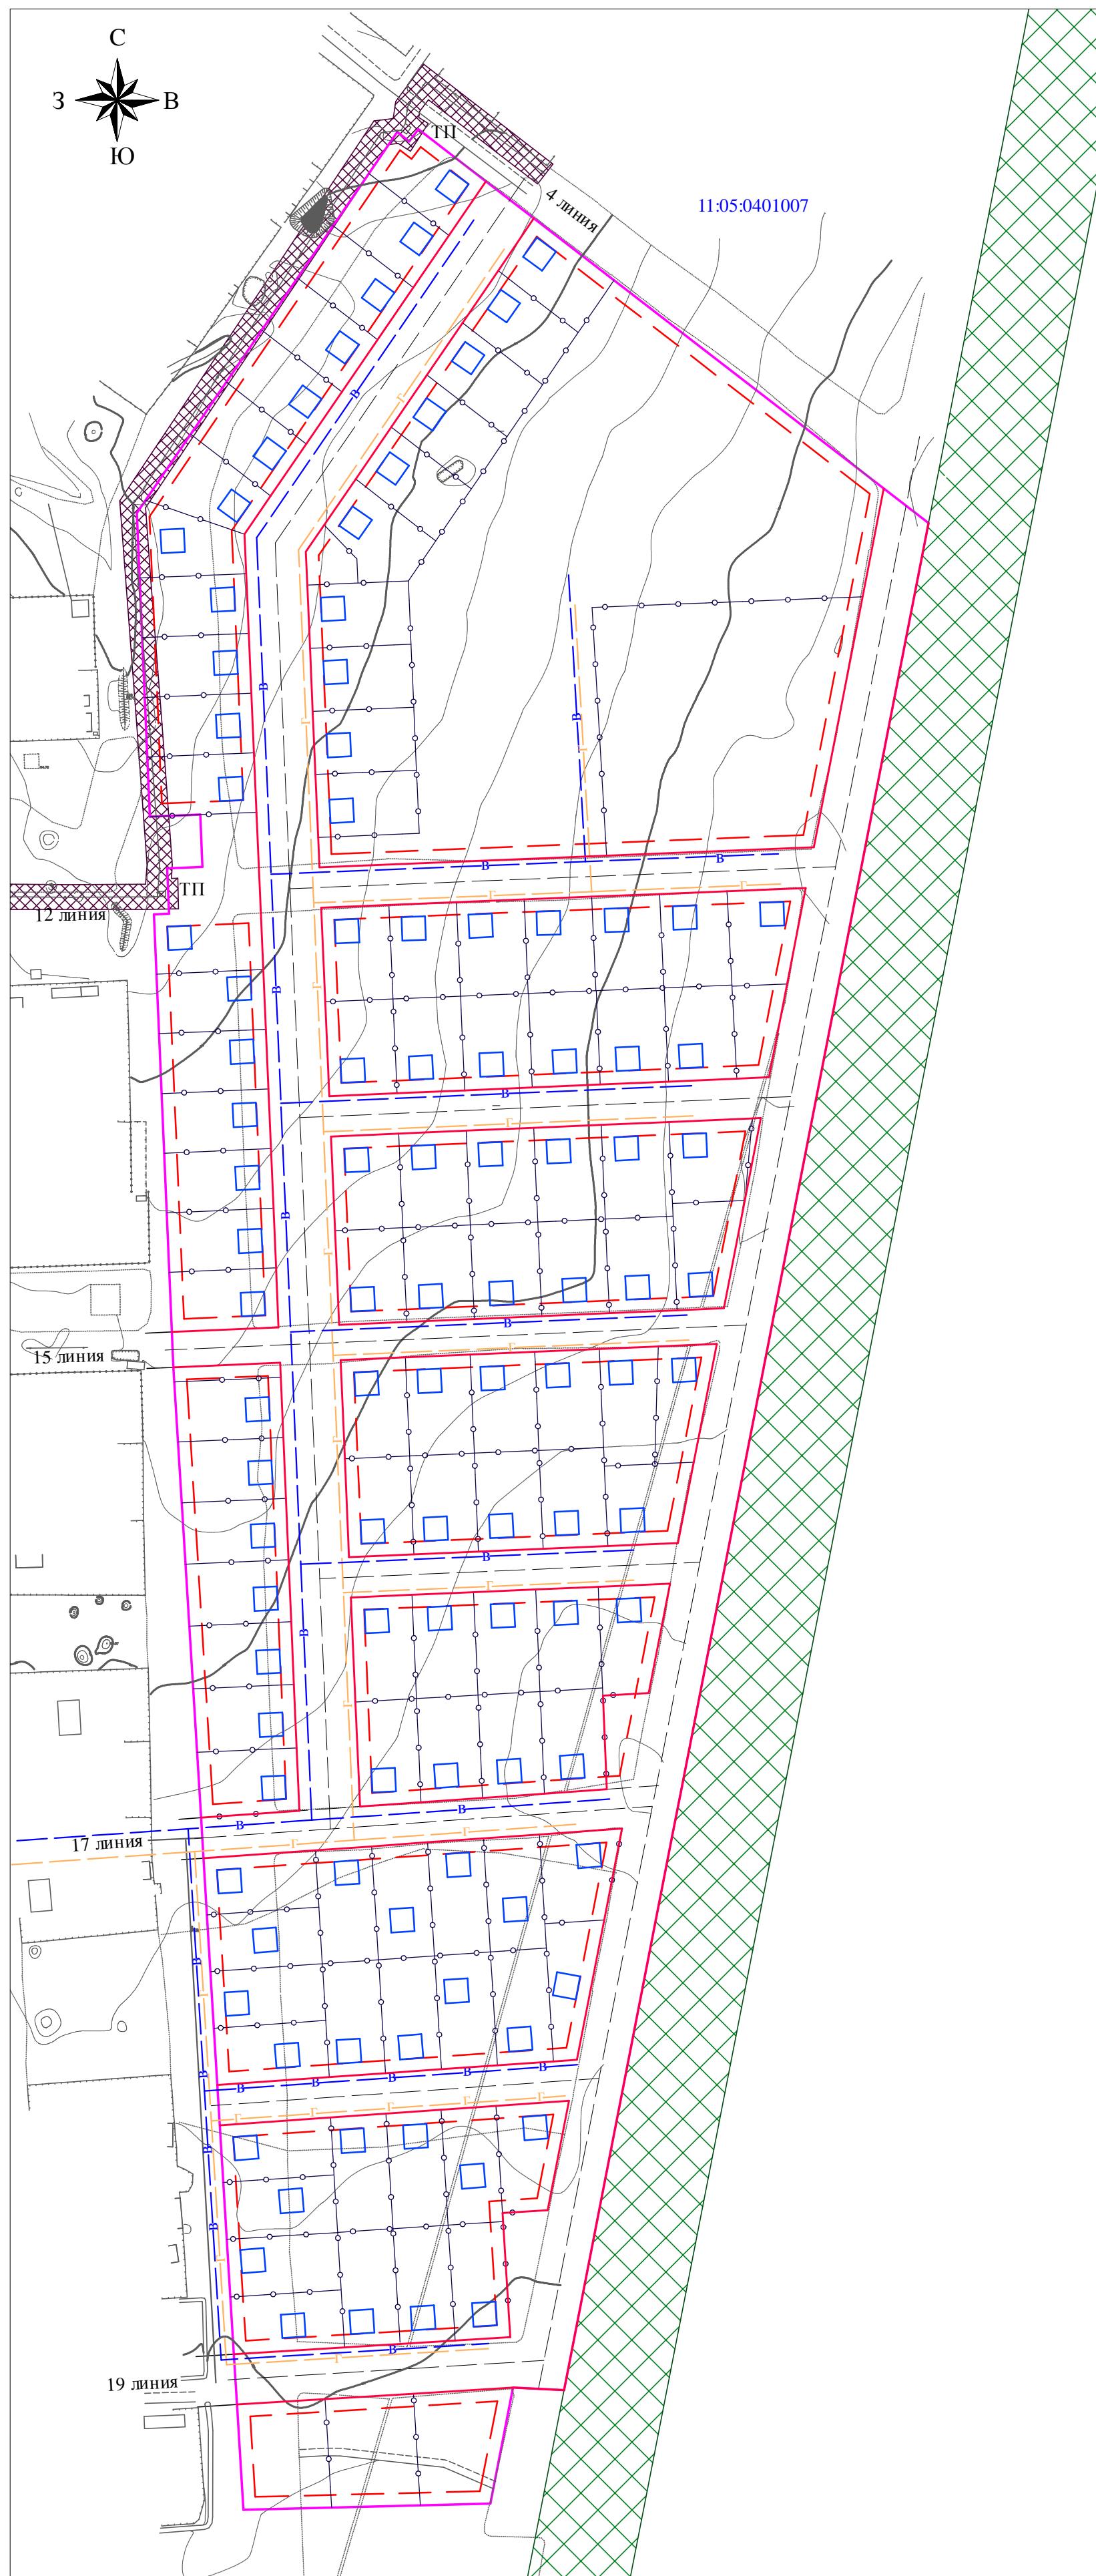 С
З
В
Ю
ТП
4 линия
11:05:0401007
В
Г
В
Г
В
Г
В
В
Г
Г
ТП
12 линия
В
Г
В
Г
В
Г
В
15 линия
Г
Г
В
Г
В
Г
В
В
17 линия
Г
Г
В
Г
В
В
В
В
В
В
Г
Г
Г
Г
Г
В
В
Г
В
Г
19 линия